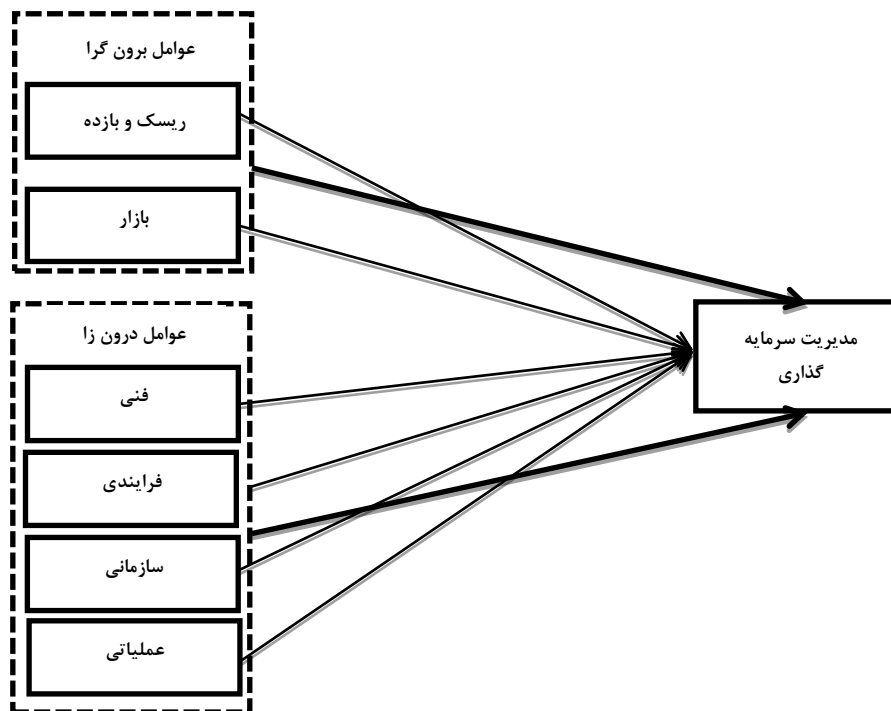 عوامل برون گرا
ریسک و بازده
بازار
عوامل درون زا
فنی
فرایندی
سازمانی
عملیاتی
مدیریت سرمایه
گذاری